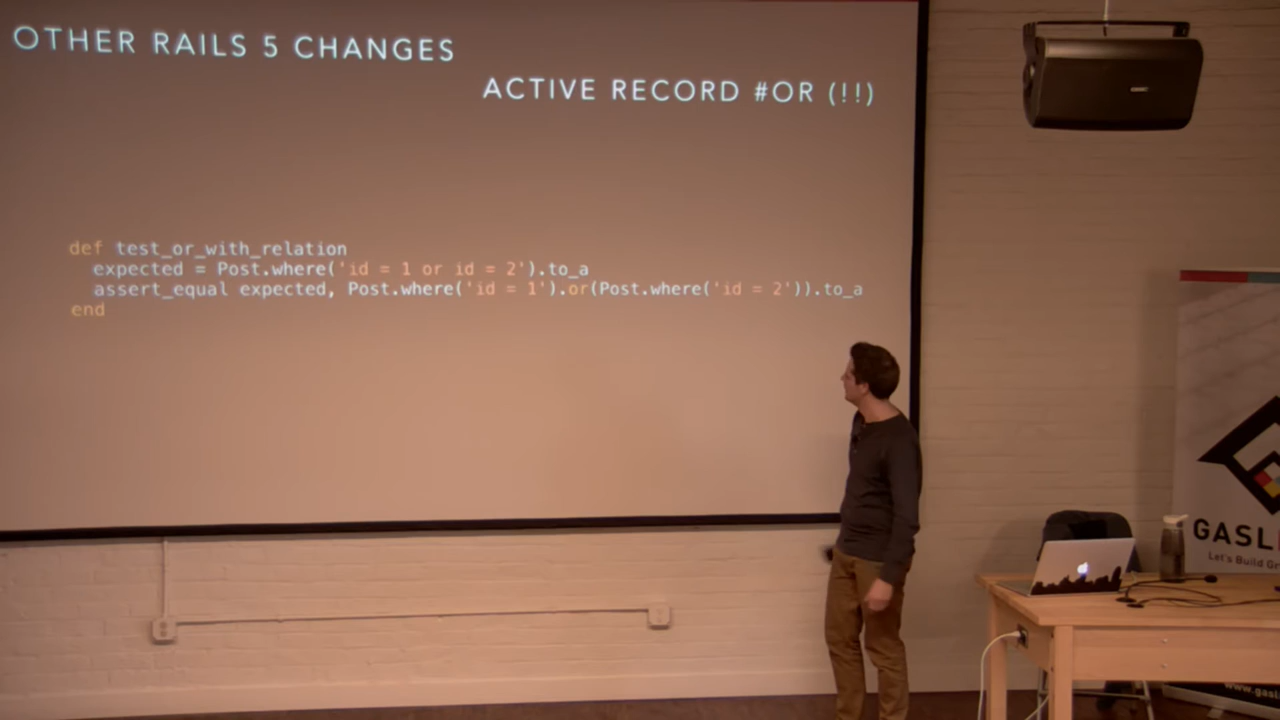 OTHER RAILS 5 CHANGES
ACTIVE RECORD #OR (!!)
def test_or_with_relation
expected = Post.where('id = 1 or id = 2').to_a
assert_equal expected, Post.where('id = 1').or(Post.where('id = 2')).to_a
end
Let's Build